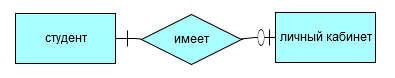 студент
имеет
личный кабинет